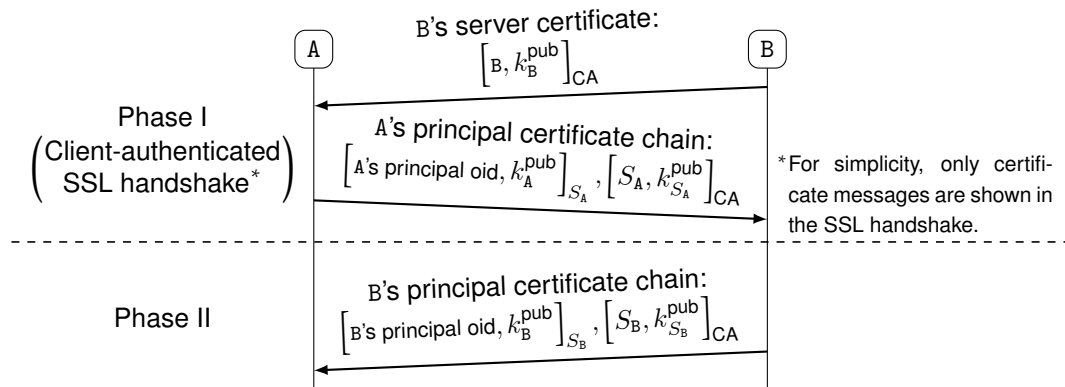 A
B
B's server certificate:
[B, k_B^pub]_CA
Phase I
(Client-authenticated
SSL handshake*)
A's principal certificate chain:
[A's principal oid, k_A^pub]_{S_A}, [S_A, k_{S_A}^pub]_CA
*For simplicity, only certifi-
cate messages are shown in
the SSL handshake.
Phase II
B's principal certificate chain:
[B's principal oid, k_B^pub]_{S_B}, [S_B, k_{S_B}^pub]_CA